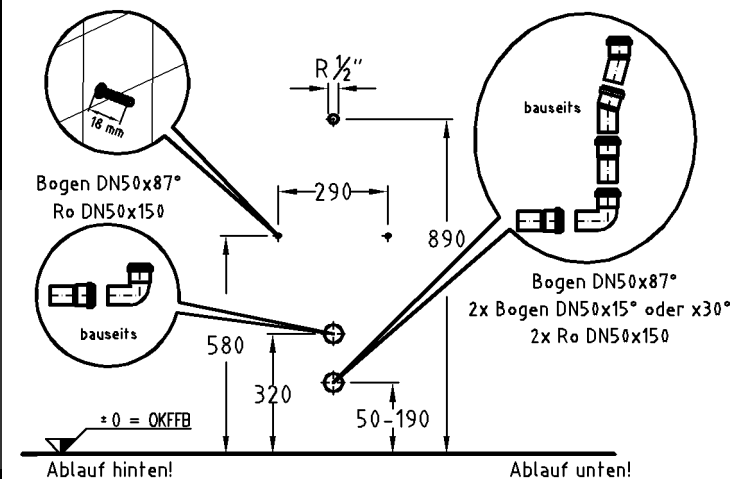 R ½"
18 mm
bauseits
Bogen DN50x87°
Ro DN50x150
290
890
bauseits
580
320
50-190
Bogen DN50x87°
2x Bogen DN50x15° oder x30°
2x Ro DN50x150
±0 = OKFFB
Ablauf hinten!
Ablauf unten!